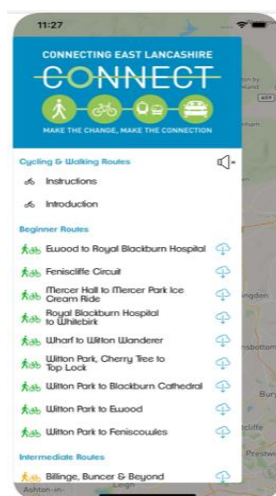 11:27
CONNECTING EAST LANCASHIRE
CONNECT
MAKE THE CHANGE, MAKE THE CONNECTION
Cycling & Walking Routes
Instructions
Introduction
Beginner Routes
Ewood to Royal Blackburn Hospital
Feniscliffe Circuit
Mercer Hall to Mercer Park Ice
Cream Ride
Royal Blackburn Hospital
to Whitebirk
Wharf to Witton Wanderer
Witton Park, Cherry Tree to
Top Lock
Witton Park to Blackburn Cathedral
Witton Park to Ewood
Witton Park to Feniscowles
Intermediate Routes
Billinge, Buncer & Beyond
Ashton-in-
Leigh